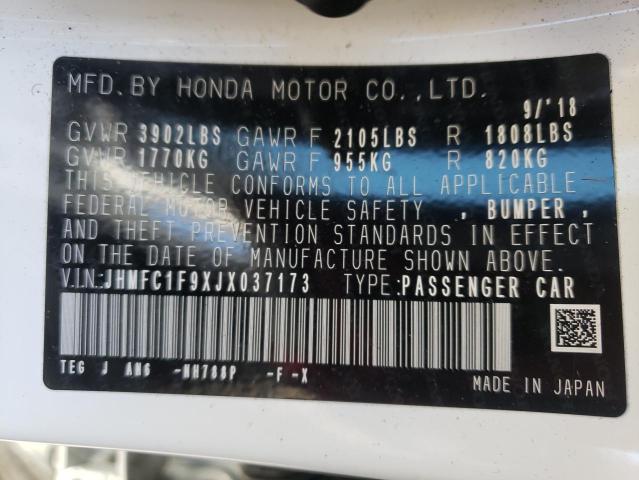 MFD. BY HONDA MOTOR CO., LTD.
9/'18
GVWR 3902LBS GAWR F 2105LBS R 1808LBS
GVWR 1770KG GAWR F 955KG R 820KG
THIS VEHICLE CONFORMS TO ALL APPLICABLE
FEDERAL MOTOR VEHICLE SAFETY , BUMPER ,
AND THEFT PREVENTION STANDARDS IN EFFECT
ON THE DATE OF MANUFACTURE SHOWN ABOVE.
V.I.N.:JHMFC1F9XJX037173 TYPE:PASSENGER CAR
TEG J AN6 -NH788P -F -X
MADE IN JAPAN